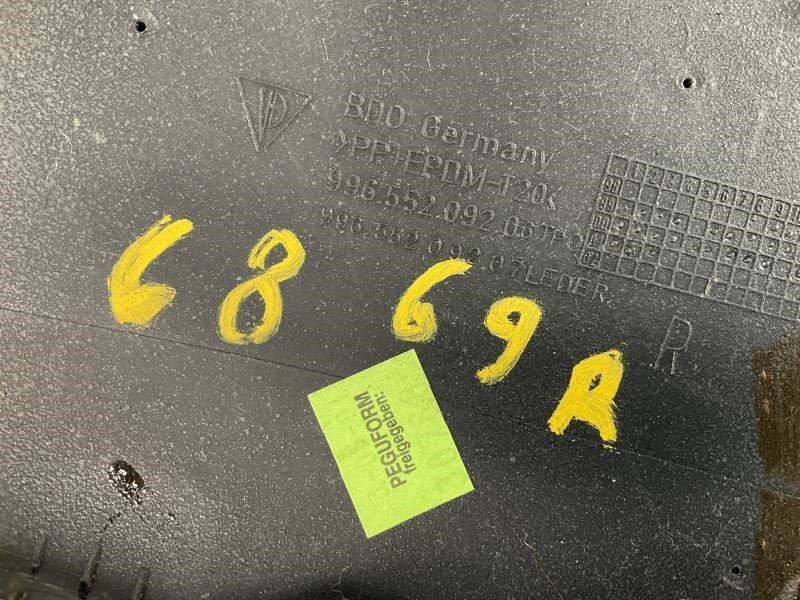 BDO Germany
>PP+EPDM-T20<
996.552.092.06 TPO
996.552.092.07 LEDER
68 69R
R
PEGUFORM
freigegeben: